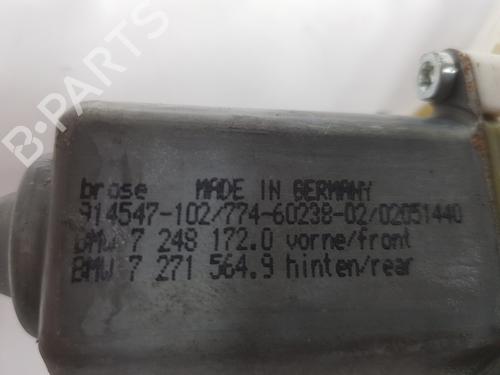 B-PARTS
brose MADE IN GERMANY
914547-102/774-60238-02/02051440
BMW 7 248 172.0 vorne/front
BMW 7 271 564.9 hinten/rear